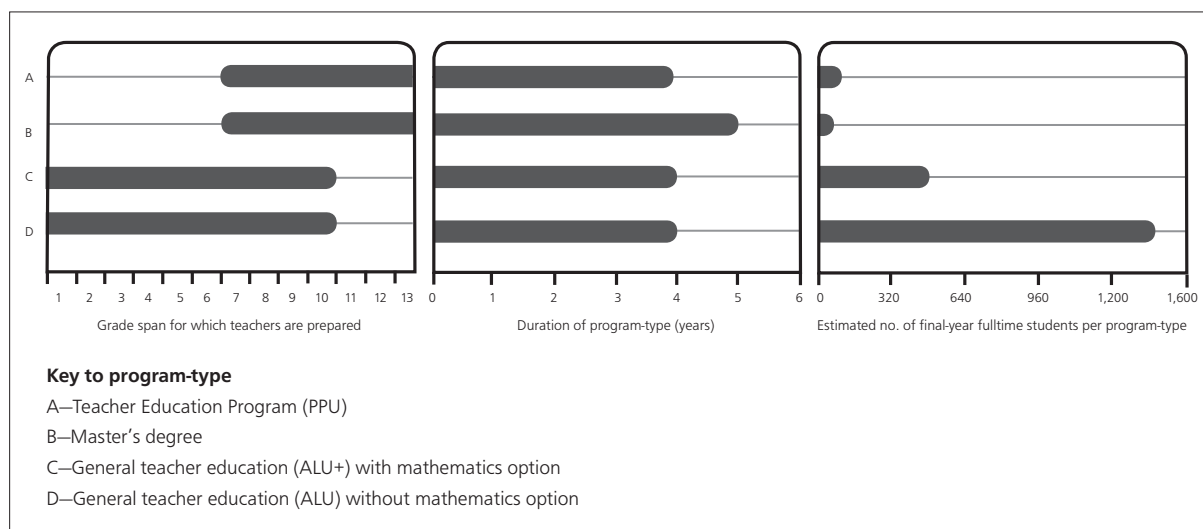 A
B
C
D
1 2 3 4 5 6 7 8 9 10 11 12 13
0 1 2 3 4 5 6
0 320 640 960 1,200 1,600
Grade span for which teachers are prepared
Duration of program-type (years)
Estimated no. of final-year fulltime students per program-type
Key to program-type
A—Teacher Education Program (PPU)
B—Master’s degree
C—General teacher education (ALU+) with mathematics option
D—General teacher education (ALU) without mathematics option